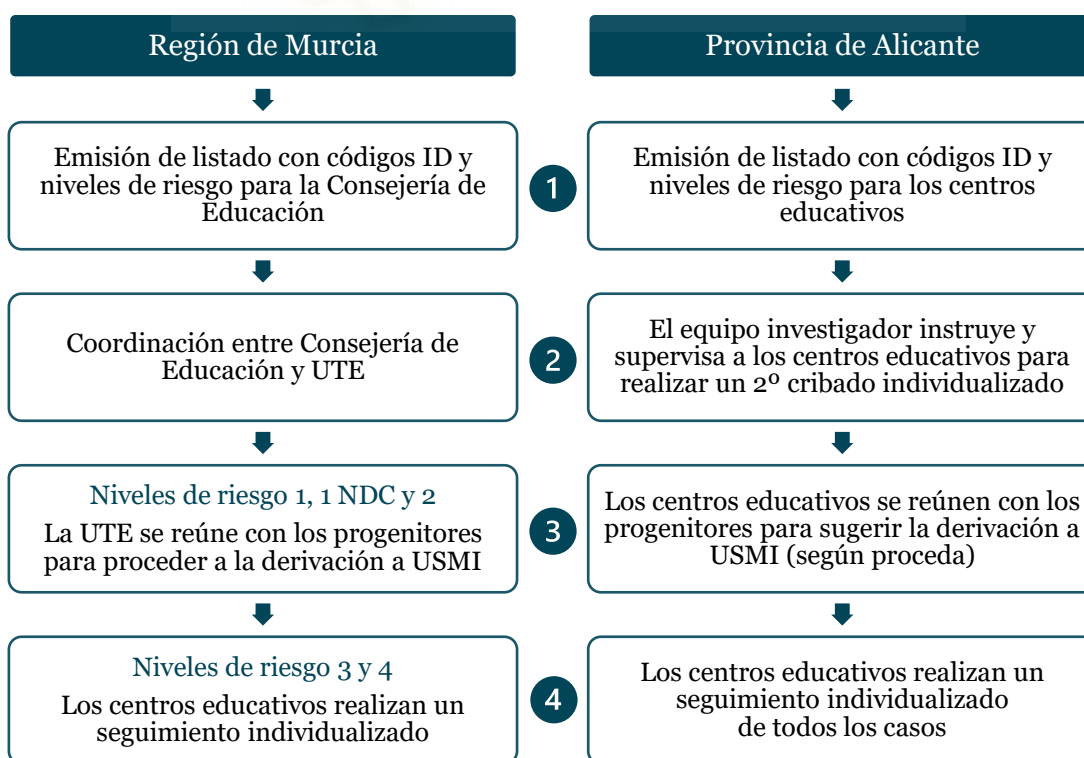 Región de Murcia
Provincia de Alicante
Emisión de listado con códigos ID y
niveles de riesgo para la Consejería de
Educación
1
Emisión de listado con códigos ID y
niveles de riesgo para los centros
educativos
Coordinación entre Consejería de
Educación y UTE
2
El equipo investigador instruye y
supervisa a los centros educativos para
realizar un 2º cribado individualizado
Niveles de riesgo 1, 1 NDC y 2
La UTE se reúne con los progenitores
para proceder a la derivación a USMI
3
Los centros educativos se reúnen con los
progenitores para sugerir la derivación a
USMI (según proceda)
Niveles de riesgo 3 y 4
Los centros educativos realizan un
seguimiento individualizado
4
Los centros educativos realizan un
seguimiento individualizado
de todos los casos